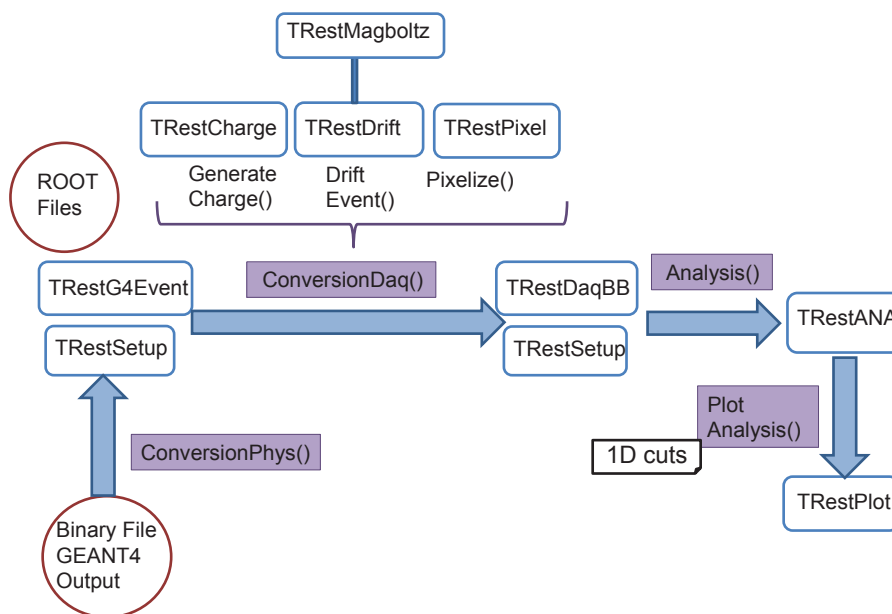 TRestMagboltz
TRestCharge
TRestDrift
TRestPixel
Generate
Charge()
Drift
Event()
Pixelize()
ROOT
Files
ConversionDaq()
Analysis()
TRestG4Event
TRestDaqBB
TRestSetup
TRestSetup
TRestANA
Plot
Analysis()
ConversionPhys()
1D cuts
TRestPlot
Binary File
GEANT4
Output